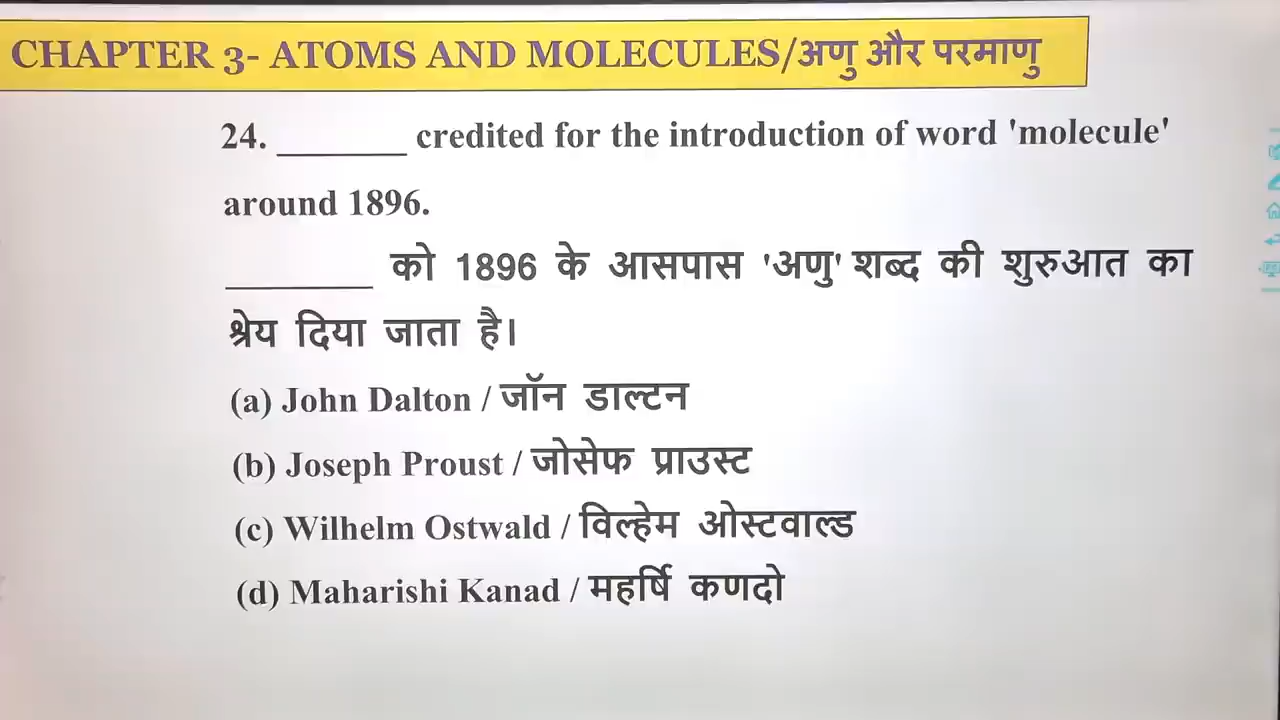 CHAPTER 3- ATOMS AND MOLECULES/अणु और परमाणु
24. _______ credited for the introduction of word 'molecule'
around 1896.
________ को 1896 के आसपास 'अणु' शब्द की शुरुआत का
श्रेय दिया जाता है।
(a) John Dalton / जॉन डाल्टन
(b) Joseph Proust / जोसेफ प्राउस्ट
(c) Wilhelm Ostwald / विल्हेम ओस्टवाल्ड
(d) Maharishi Kanad / महर्षि कणदो